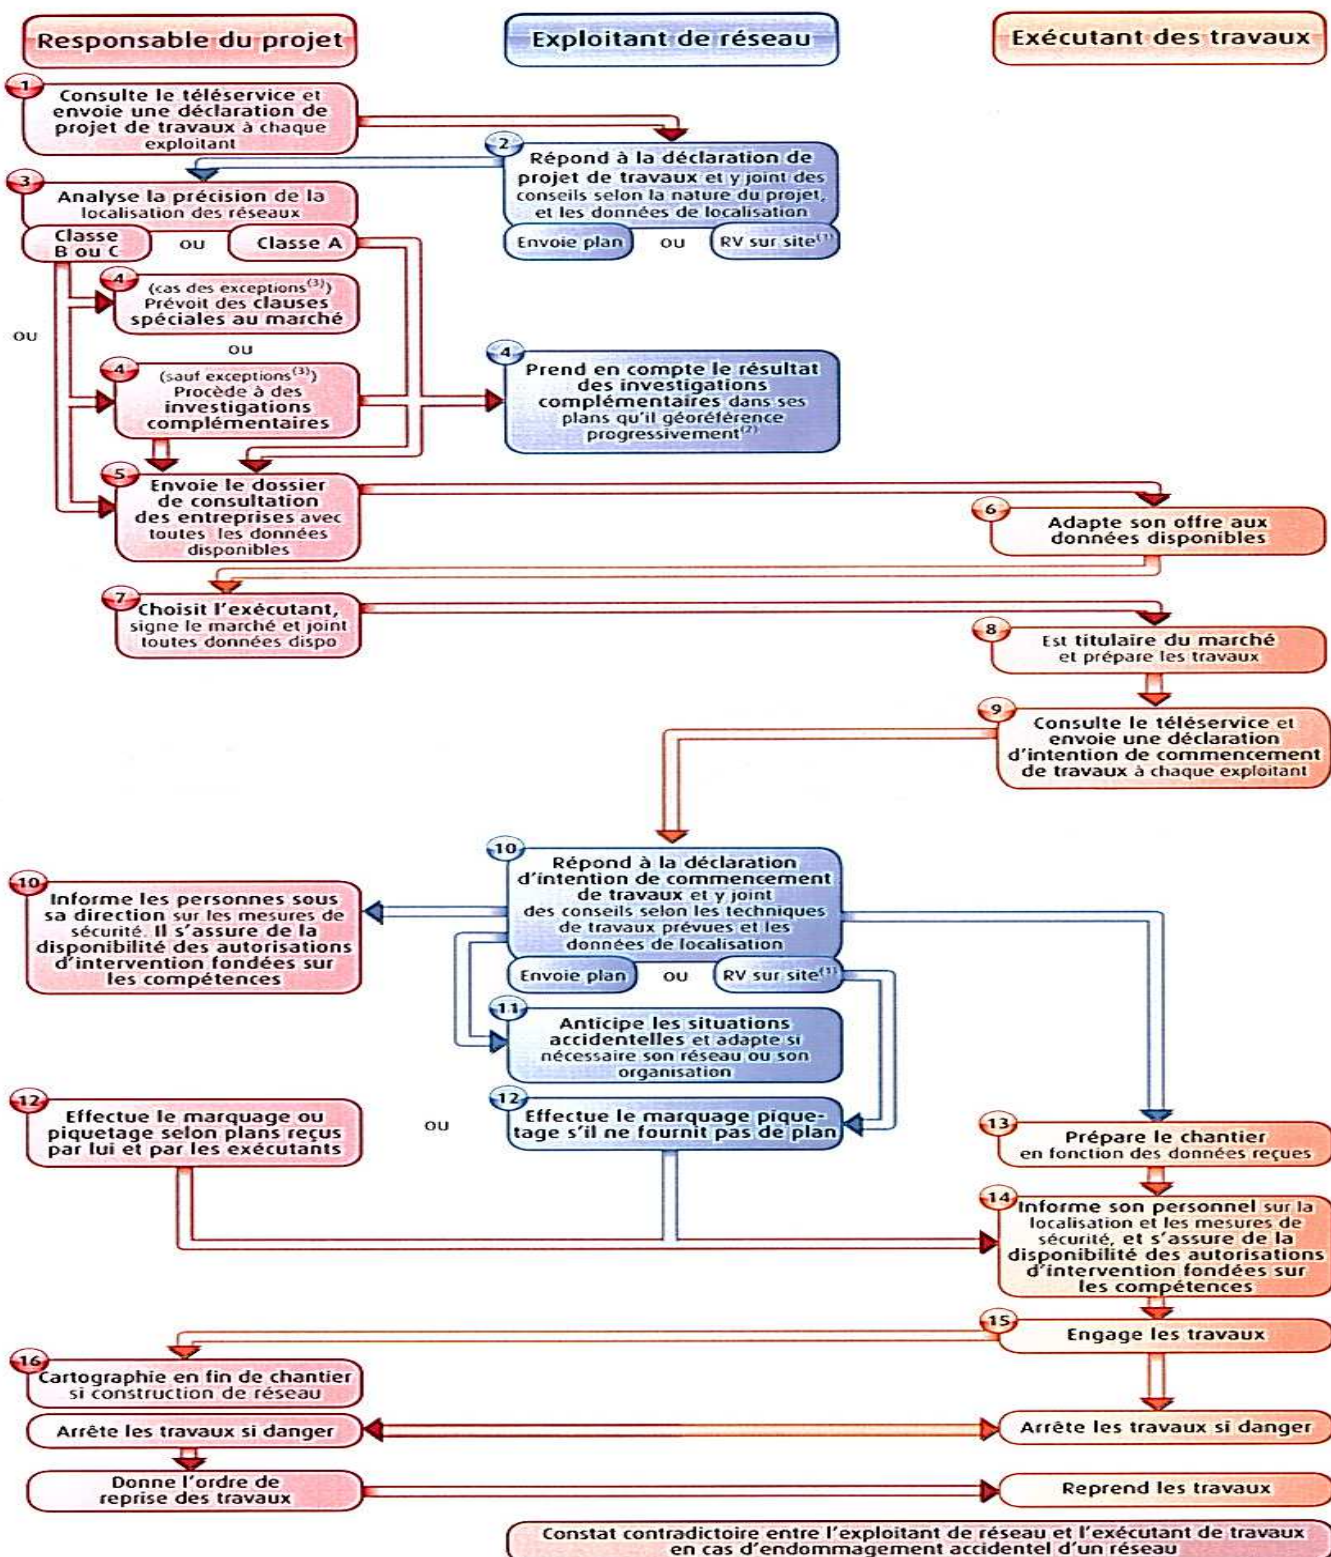 Responsable du projet
Exploitant de réseau
Exécutant des travaux
1
Consulte le téléservice et
envoie une déclaration de
projet de travaux à chaque
exploitant
2
Répond à la déclaration de
projet de travaux et y joint des
conseils selon la nature du projet,
et les données de localisation
Envoie plan
ou
RV sur site(1)
3
Analyse la précision de la
localisation des réseaux
Classe
B ou C
ou
Classe A
4
(cas des exceptions(3))
Prévoit des clauses
spéciales au marché
ou
ou
4
(sauf exceptions(3))
Procède à des
investigations
complémentaires
4
Prend en compte le résultat
des investigations
complémentaires dans ses
plans qu'il géoréférence
progressivement(2)
5
Envoie le dossier
de consultation
des entreprises avec
toutes les données
disponibles
6
Adapte son offre aux
données disponibles
7
Choisit l'exécutant,
signe le marché et joint
toutes données dispo
8
Est titulaire du marché
et prépare les travaux
9
Consulte le téléservice et
envoie une déclaration
d'intention de commencement
de travaux à chaque exploitant
10
Répond à la déclaration
d'intention de commencement
de travaux et y joint
des conseils selon les techniques
de travaux prévues et les
données de localisation
Envoie plan
ou
RV sur site(1)
10
Informe les personnes sous
sa direction sur les mesures de
sécurité. Il s'assure de la
disponibilité des autorisations
d'intervention fondées sur
les compétences
11
Anticipe les situations
accidentelles et adapte si
nécessaire son réseau ou son
organisation
12
Effectue le marquage ou
piquetage selon plans reçus
par lui et par les exécutants
ou
12
Effectue le marquage pique-
tage s'il ne fournit pas de plan
13
Prépare le chantier
en fonction des données reçues
14
Informe son personnel sur la
localisation et les mesures de
sécurité, et s'assure de la
disponibilité des autorisations
d'intervention fondées sur
les compétences
15
Engage les travaux
16
Cartographie en fin de chantier
si construction de réseau
Arrête les travaux si danger
Arrête les travaux si danger
Donne l'ordre de
reprise des travaux
Reprend les travaux
Constat contradictoire entre l'exploitant de réseau et l'exécutant de travaux
en cas d'endommagement accidentel d'un réseau